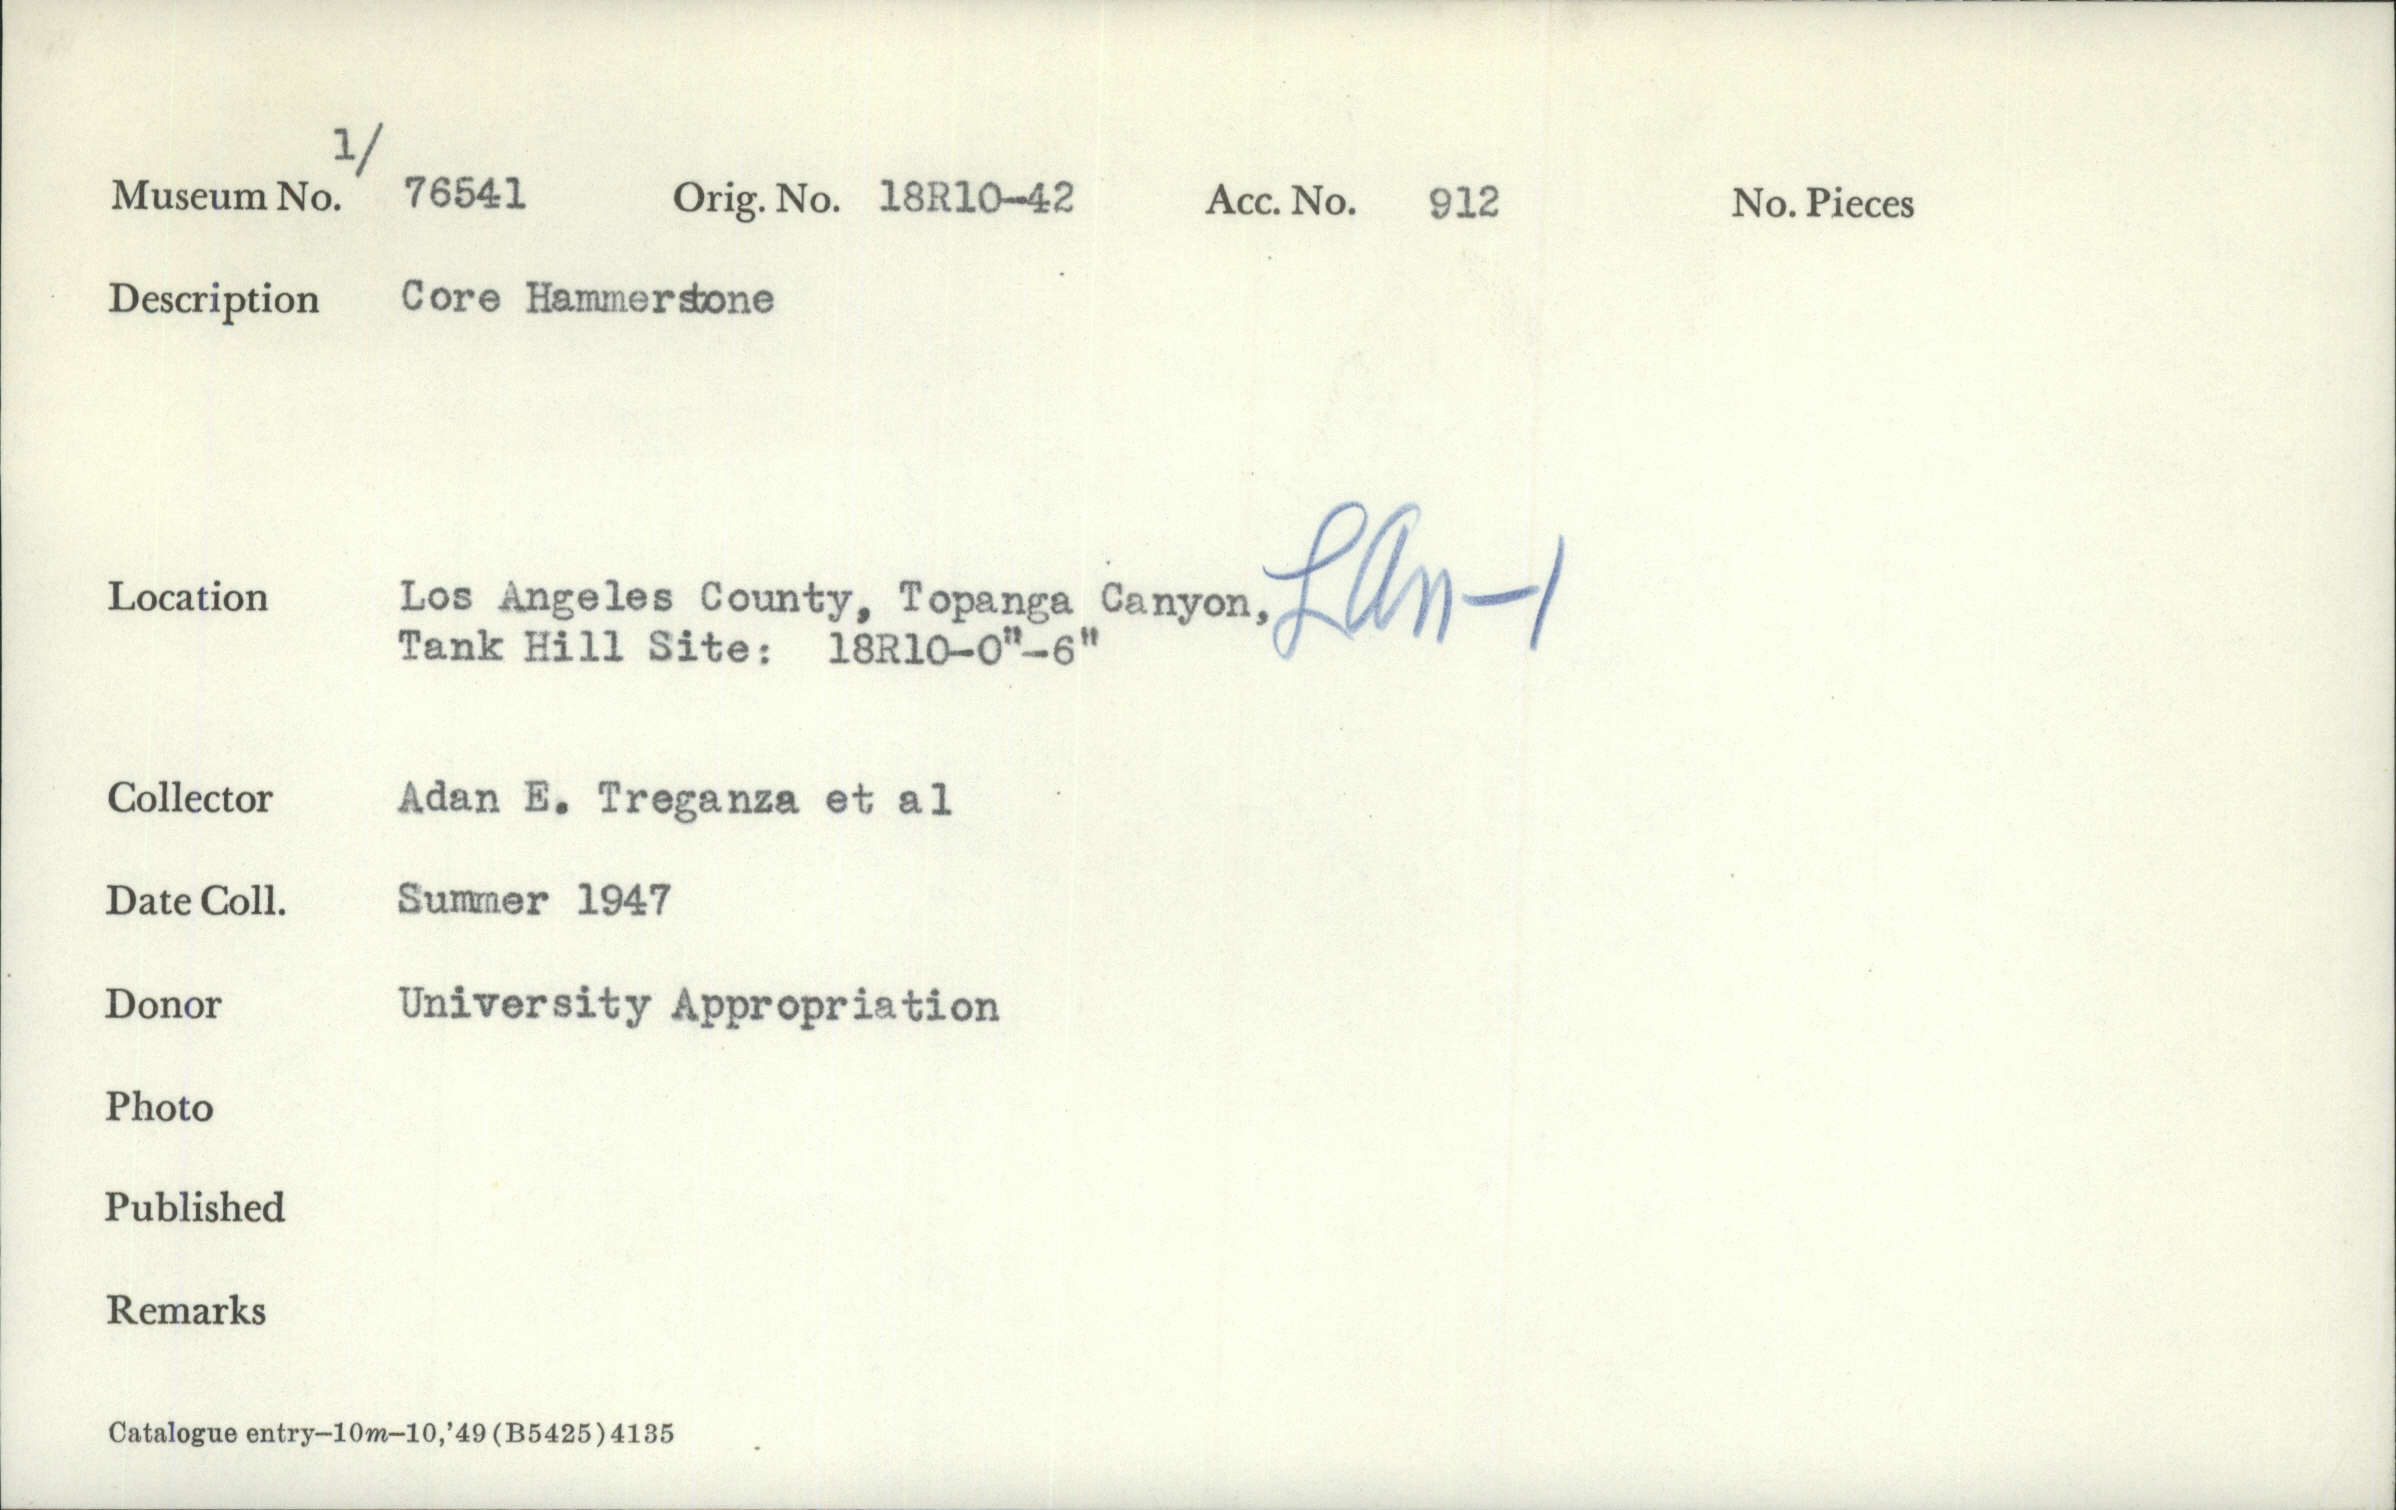 1/
Museum No. 76541 Orig. No. 18R10-42 Acc. No. 912 No. Pieces
Description Core Hammerstone
Location Los Angeles County, Topanga Canyon, LAn-1
Tank Hill Site: 18R10-0"-6"
Collector Adan E. Treganza et al
Date Coll. Summer 1947
Donor University Appropriation
Photo
Published
Remarks
Catalogue entry—10m—10,'49 (B5425) 4135